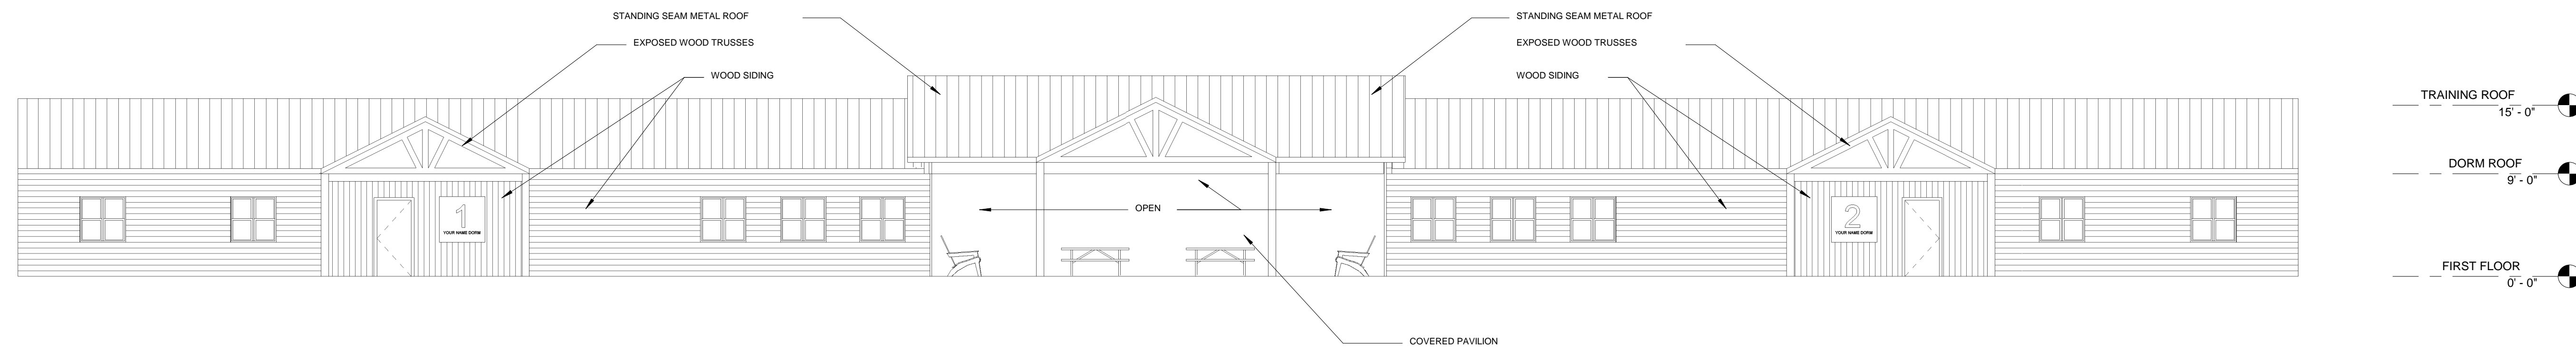 STANDING SEAM METAL ROOF
EXPOSED WOOD TRUSSES
WOOD SIDING
STANDING SEAM METAL ROOF
EXPOSED WOOD TRUSSES
WOOD SIDING
TRAINING ROOF
15' - 0"
DORM ROOF
9' - 0"
1
YOUR NAME DORM
OPEN
2
YOUR NAME DORM
FIRST FLOOR
0' - 0"
COVERED PAVILION